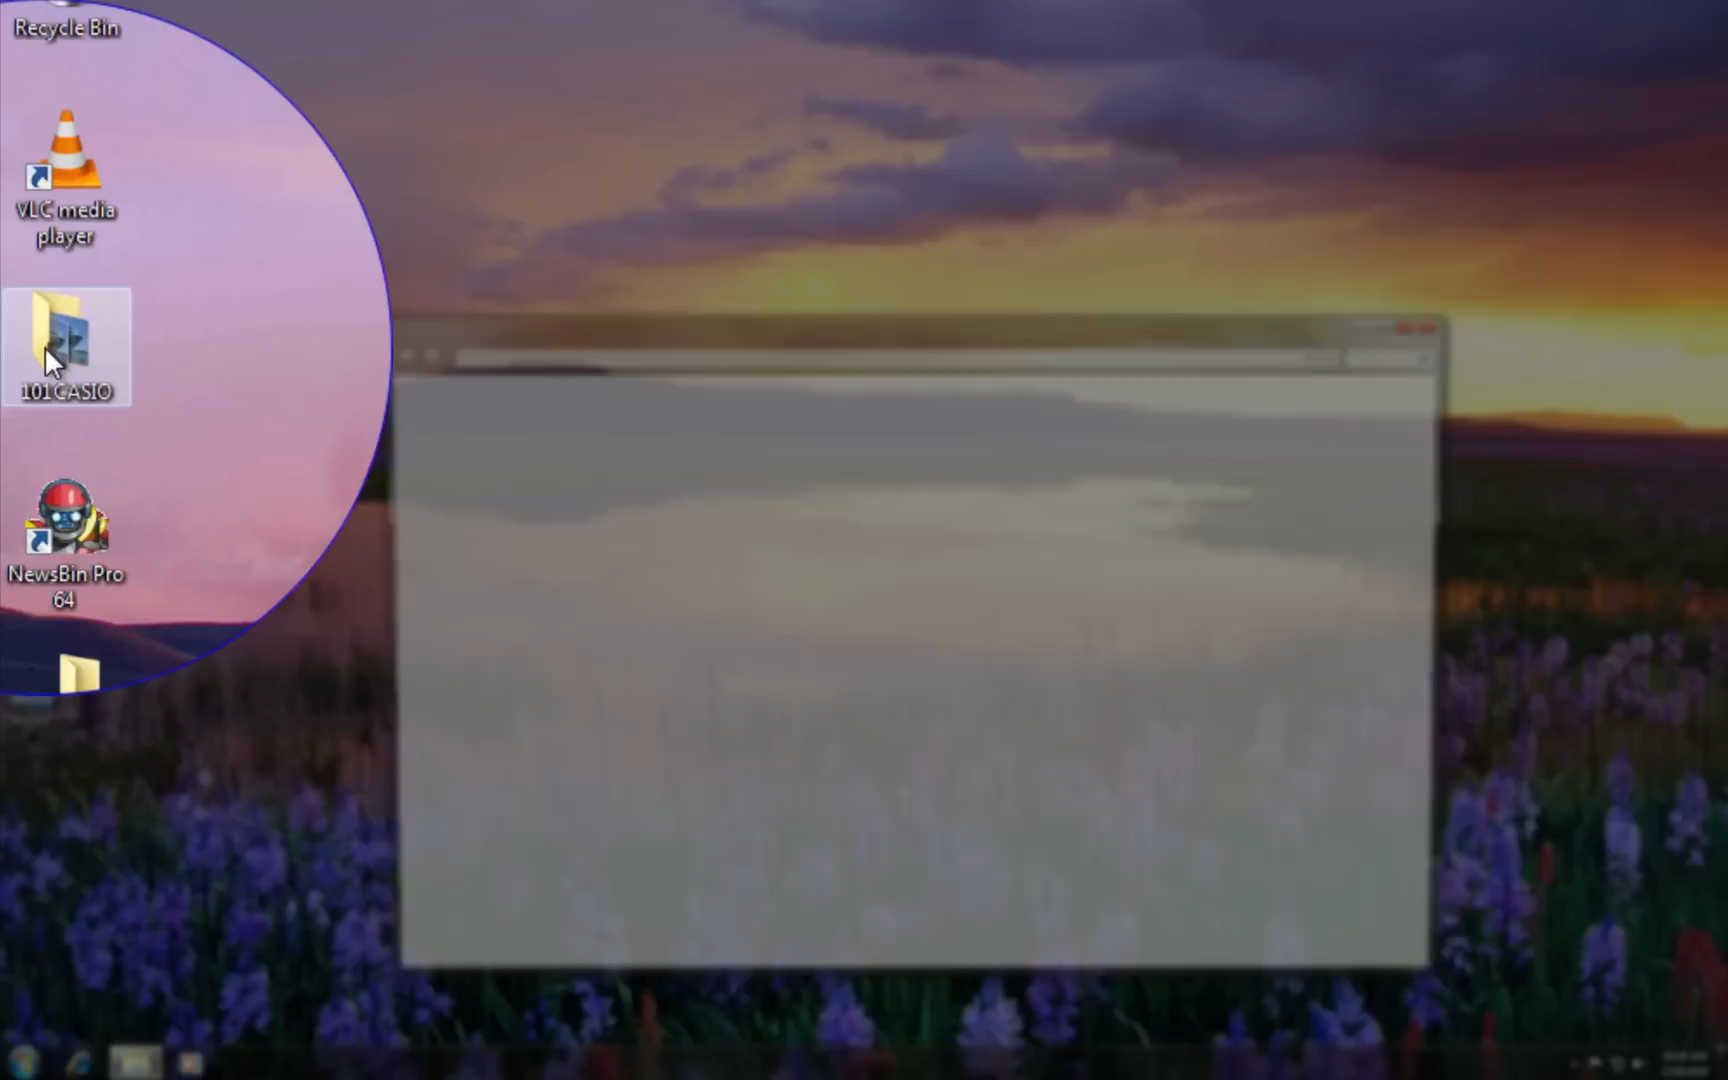 Recycle Bin
VLC media
player
101CASIO
NewsBin Pro
64